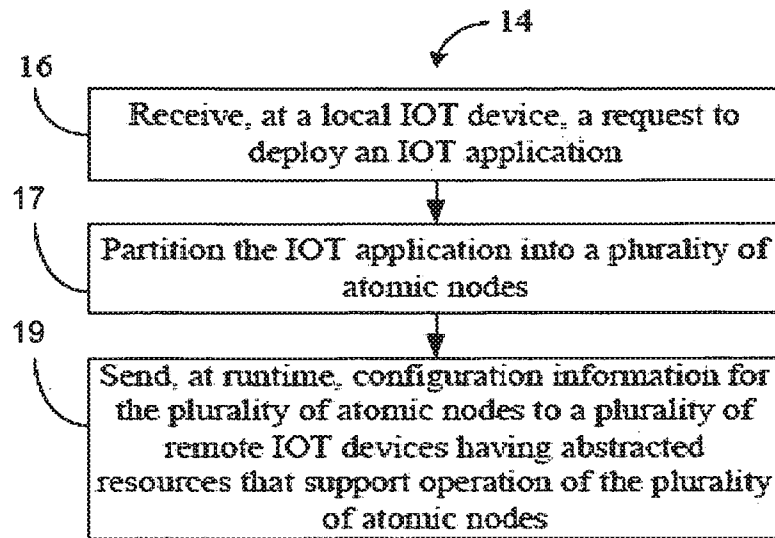 14
16
Receive, at a local IOT device, a request to
deploy an IOT application
17
Partition the IOT application into a plurality of
atomic nodes
19
Send, at runtime, configuration information for
the plurality of atomic nodes to a plurality of
remote IOT devices having abstracted
resources that support operation of the plurality
of atomic nodes